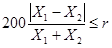 200 |X₁ − X₂| / (X₁ + X₂) ≤ r